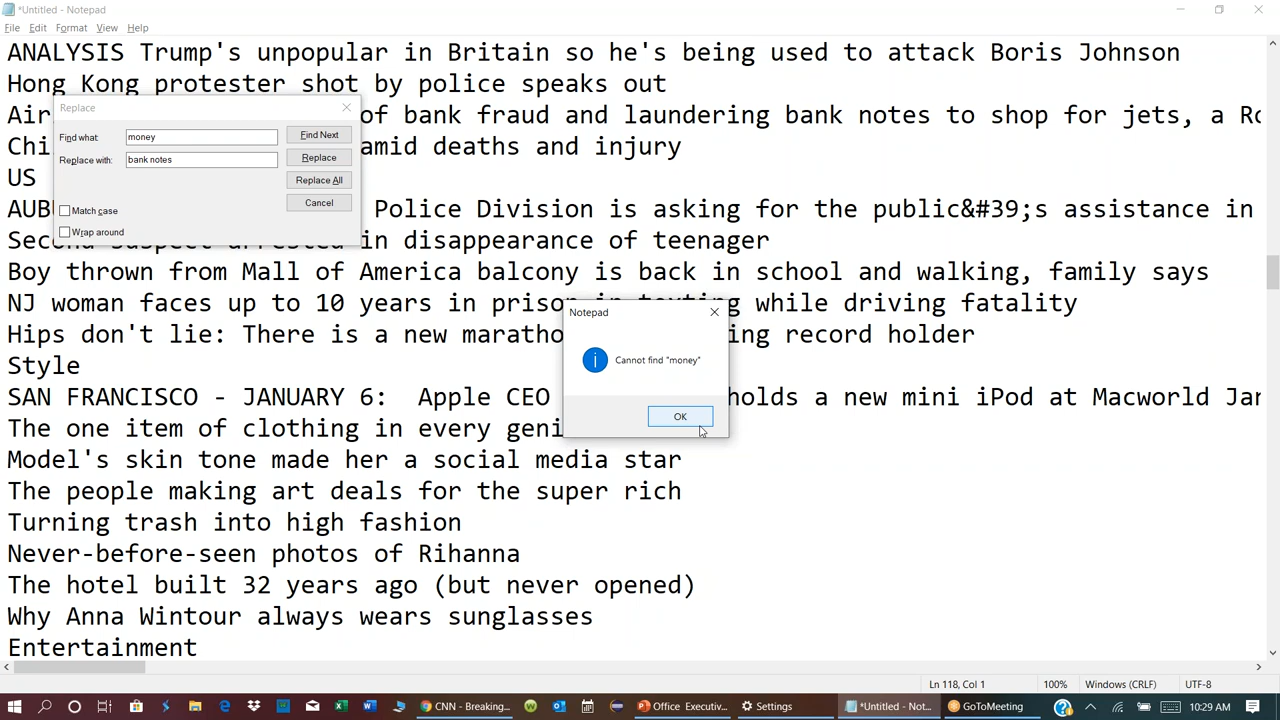 *Untitled - Notepad
File Edit Format View Help
ANALYSIS Trump's unpopular in Britain so he's being used to attack Boris Johnson
Hong Kong protester shot by police speaks out
Air of bank fraud and laundering bank notes to shop for jets, a Ro
Chi amid deaths and injury
US
AUBU Police Division is asking for the public&#39;s assistance in
Second suspect arrested in disappearance of teenager
Boy thrown from Mall of America balcony is back in school and walking, family says
NJ woman faces up to 10 years in prison in texting while driving fatality
Hips don't lie: There is a new maratho ing record holder
Style
SAN FRANCISCO - JANUARY 6: Apple CEO holds a new mini iPod at Macworld Jan
The one item of clothing in every geni
Model's skin tone made her a social media star
The people making art deals for the super rich
Turning trash into high fashion
Never-before-seen photos of Rihanna
The hotel built 32 years ago (but never opened)
Why Anna Wintour always wears sunglasses
Entertainment
Replace
Find what: money Find Next
Replace with: bank notes Replace
Replace All
Cancel
Match case
Wrap around
Notepad
Cannot find "money"
OK
Ln 118, Col 1 100% Windows (CRLF) UTF-8
CNN - Breaking... Office Executiv... Settings *Untitled - Not... GoToMeeting 10:29 AM